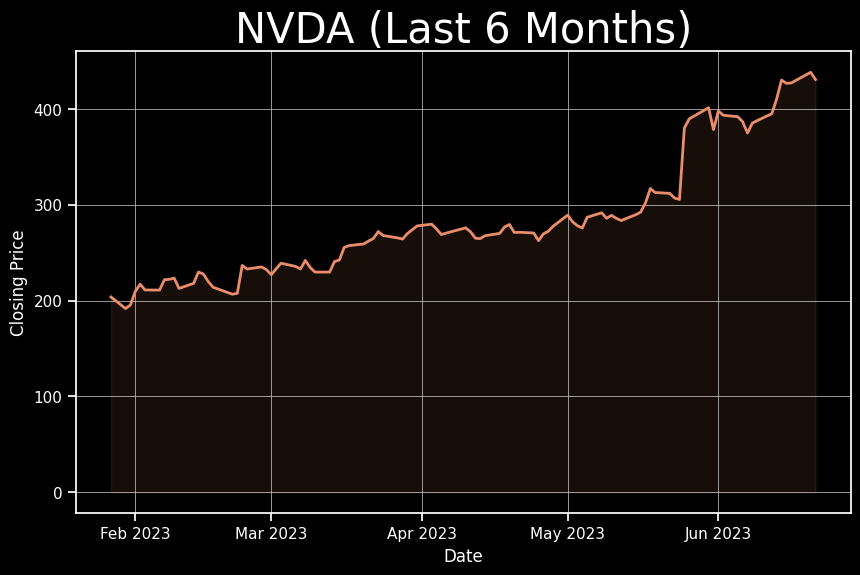 NVDA (Last 6 Months)
Closing Price
400
300
200
100
0
Feb 2023
Mar 2023
Apr 2023
May 2023
Jun 2023
Date